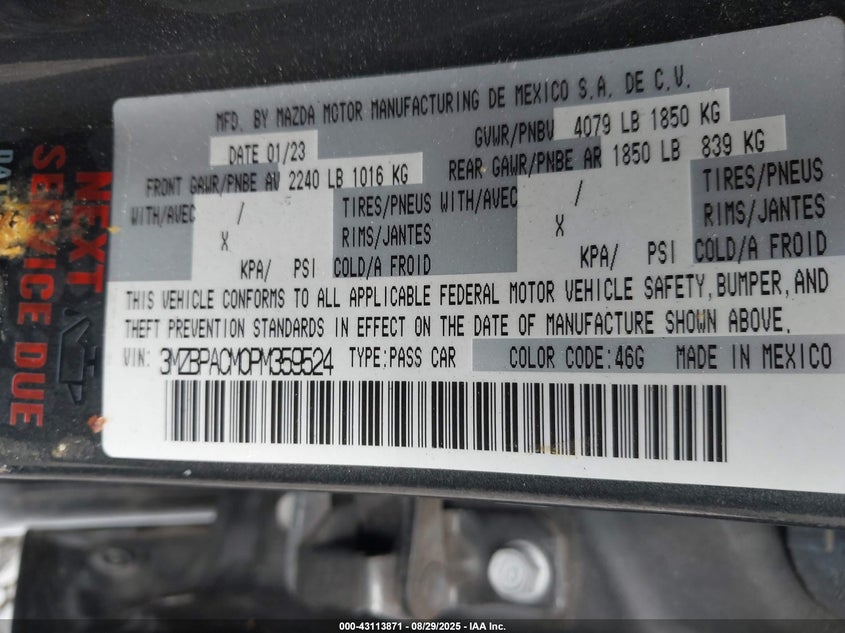 MFD. BY MAZDA MOTOR MANUFACTURING DE MEXICO S.A. DE C.V.
DATE 01/23 GVWR/PNBV 4079 LB 1850 KG
FRONT GAWR/PNBE AV 2240 LB 1016 KG REAR GAWR/PNBE AR 1850 LB 839 KG
WITH/AVEC / TIRES/PNEUS WITH/AVEC / TIRES/PNEUS
X RIMS/JANTES X RIMS/JANTES
KPA/ PSI COLD/A FROID KPA/ PSI COLD/A FROID
THIS VEHICLE CONFORMS TO ALL APPLICABLE FEDERAL MOTOR VEHICLE SAFETY, BUMPER, AND
THEFT PREVENTION STANDARDS IN EFFECT ON THE DATE OF MANUFACTURE SHOWN ABOVE.
VIN: 3MZBPACM0PM359524 TYPE:PASS CAR COLOR CODE:46G MADE IN MEXICO
NEXT
SERVICE DUE
000-43113871 - 08/29/2025 - IAA Inc.